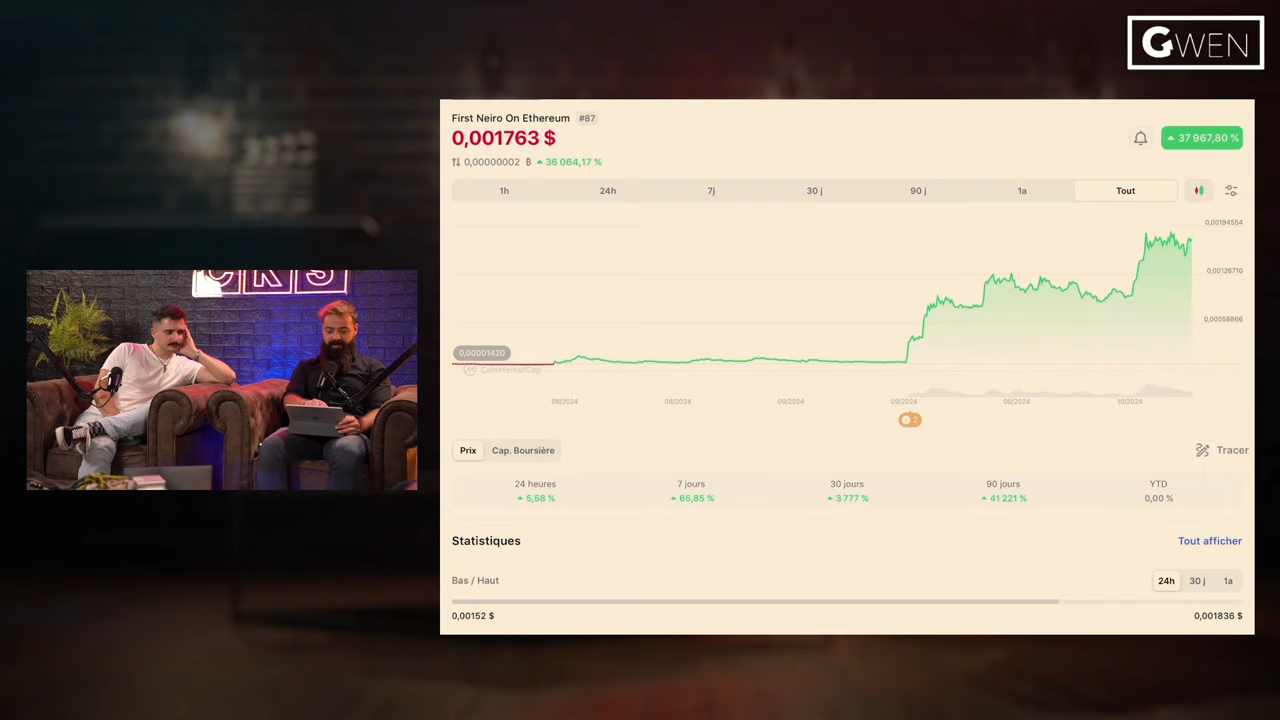 GWEN
First Neiro On Ethereum #87
0,001763 $
37 967,80 %
0,00000002 ₿ 36 064,17 %
1h 24h 7j 30 j 90 j 1a Tout
0,00194554
0,00126710
0,00058866
0,00001420
CoinMarketCap
08/2024 08/2024 09/2024 09/2024 09/2024 10/2024
2
Prix Cap. Boursière
Tracer
24 heures 7 jours 30 jours 90 jours YTD
5,58 % 65,85 % 3 777 % 41 221 % 0,00 %
Statistiques
Tout afficher
Bas / Haut
24h 30 j 1a
0,00152 $ 0,001836 $
CKS